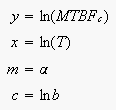 y = ln(MTBF_c)
x = ln(T)
m = α
c = ln b